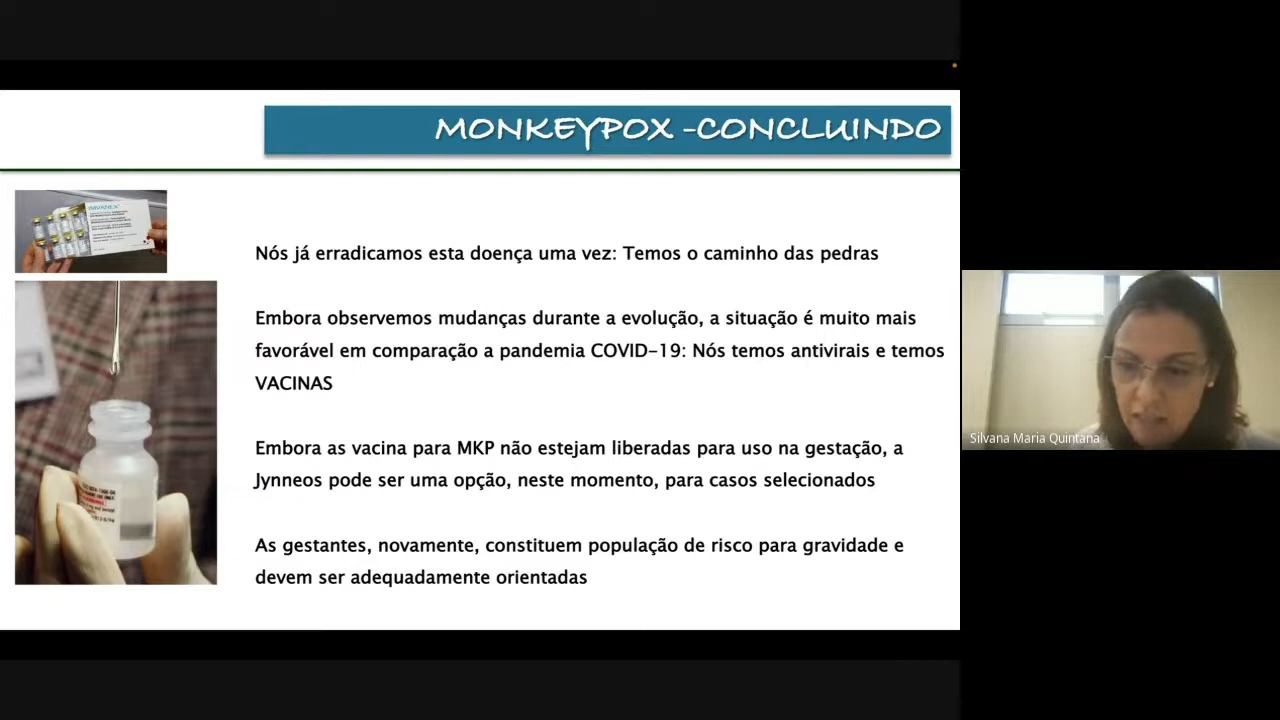 MONKEYPOX -CONCLUINDO
IMVANEX
Nós já erradicamos esta doença uma vez: Temos o caminho das pedras
Embora observemos mudanças durante a evolução, a situação é muito mais
favorável em comparação a pandemia COVID-19: Nós temos antivirais e temos
VACINAS
Embora as vacina para MKP não estejam liberadas para uso na gestação, a
Jynneos pode ser uma opção, neste momento, para casos selecionados
As gestantes, novamente, constituem população de risco para gravidade e
devem ser adequadamente orientadas
Silvana Maria Quintana